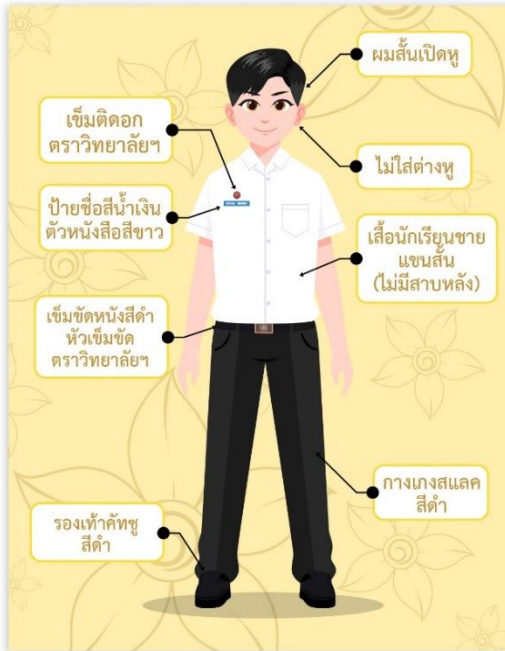 ผมสั้นเปิดหู
เข็มติดอก
ตราวิทยาลัยฯ
ไม่ใส่ต่างหู
ป้ายชื่อสีน้ำเงิน
ตัวหนังสือสีขาว
เสื้อนักเรียนชาย
แขนสั้น
(ไม่มีสาบหลัง)
เข็มขัดหนังสีดำ
หัวเข็มขัด
ตราวิทยาลัยฯ
กางเกงสแลค
สีดำ
รองเท้าคัทชู
สีดำ